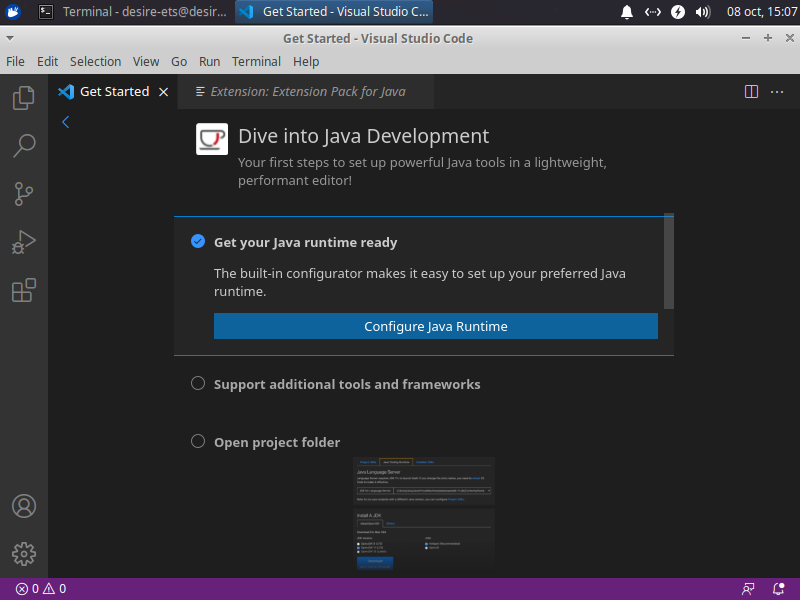 Terminal - desire-ets@desir...
Get Started - Visual Studio C...
08 oct, 15:07
Get Started - Visual Studio Code
File Edit Selection View Go Run Terminal Help
Get Started
Extension: Extension Pack for Java
Dive into Java Development
Your first steps to set up powerful Java tools in a lightweight,
performant editor!
Get your Java runtime ready
The built-in configurator makes it easy to set up your preferred Java
runtime.
Configure Java Runtime
Support additional tools and frameworks
Open project folder
Java Language Server
Install A JDK
0 0